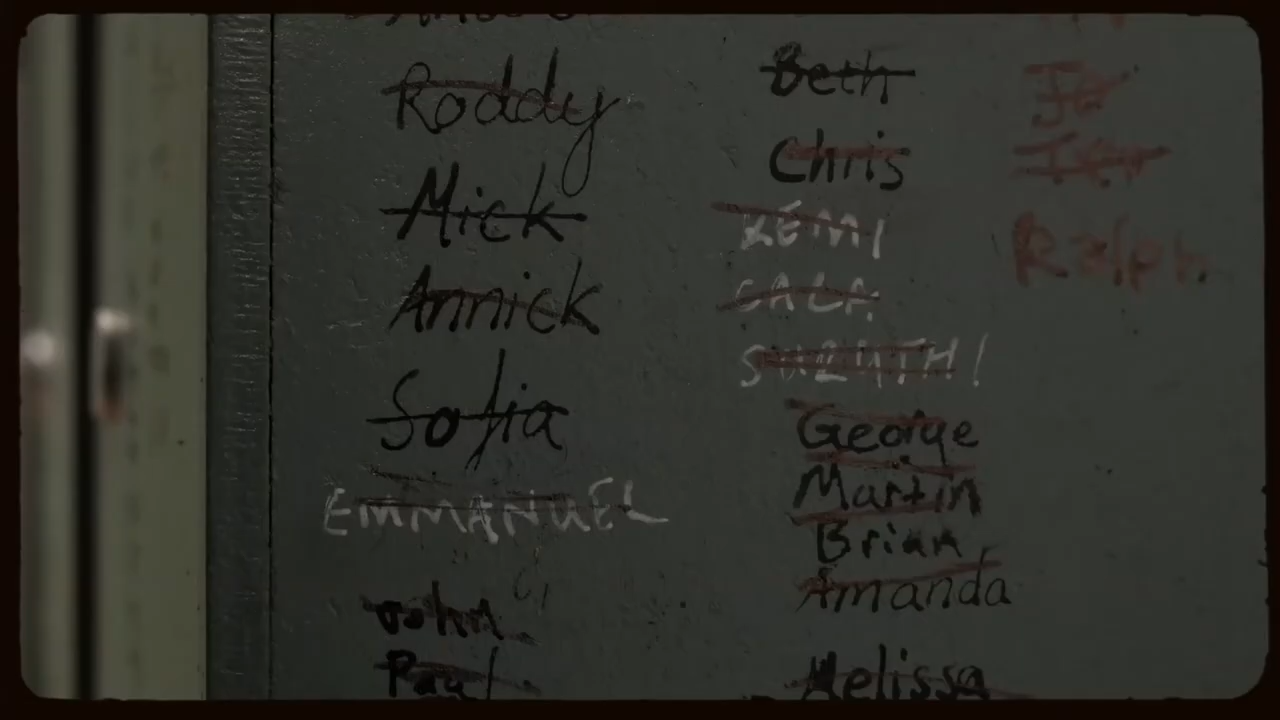 Roddy
Mick
Annick
Sofia
EMMANUEL
John
Paul
Beth
Chris
REMI
George
Martin
Brian
Amanda
Melissa
Ralph